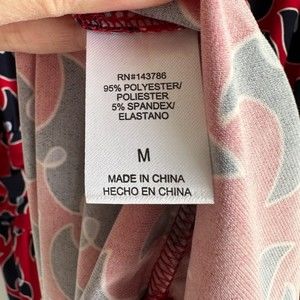 RN#143786
95% POLYESTER/
POLIESTER
5% SPANDEX/
ELASTANO
M
MADE IN CHINA
HECHO EN CHINA